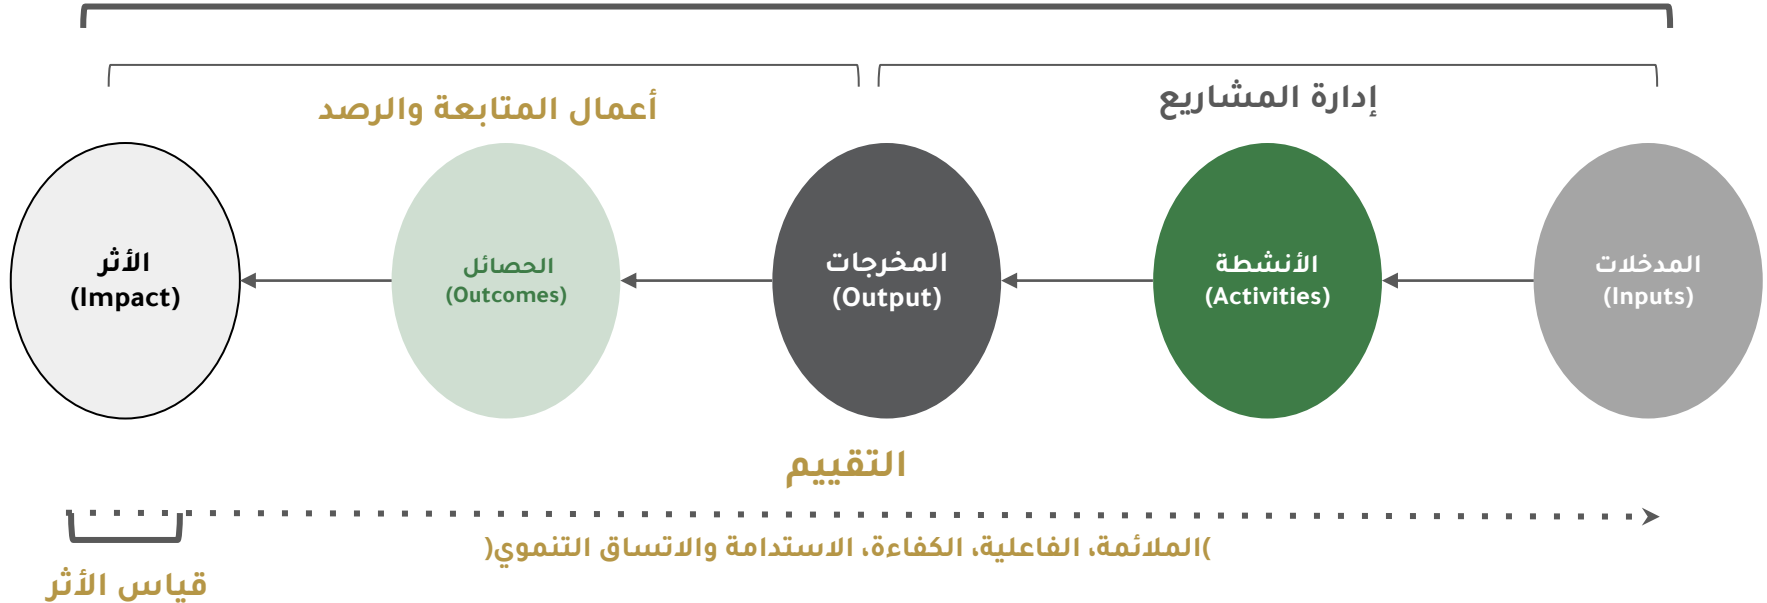 إدارة المشاريع
أعمال المتابعة والرصد
المدخلات
(Inputs)
الأنشطة
(Activities)
المخرجات
(Output)
الحصائل
(Outcomes)
الأثر
(Impact)
التقييم
(الملائمة، الفاعلية، الكفاءة، الاستدامة والاتساق التنموي)
قياس الأثر